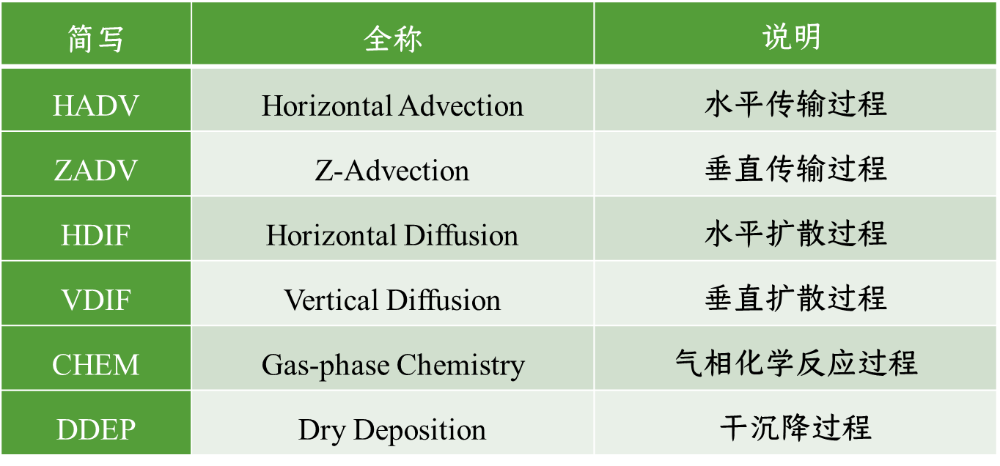 简写 全称 说明
HADV Horizontal Advection 水平传输过程
ZADV Z-Advection 垂直传输过程
HDIF Horizontal Diffusion 水平扩散过程
VDIF Vertical Diffusion 垂直扩散过程
CHEM Gas-phase Chemistry 气相化学反应过程
DDEP Dry Deposition 干沉降过程